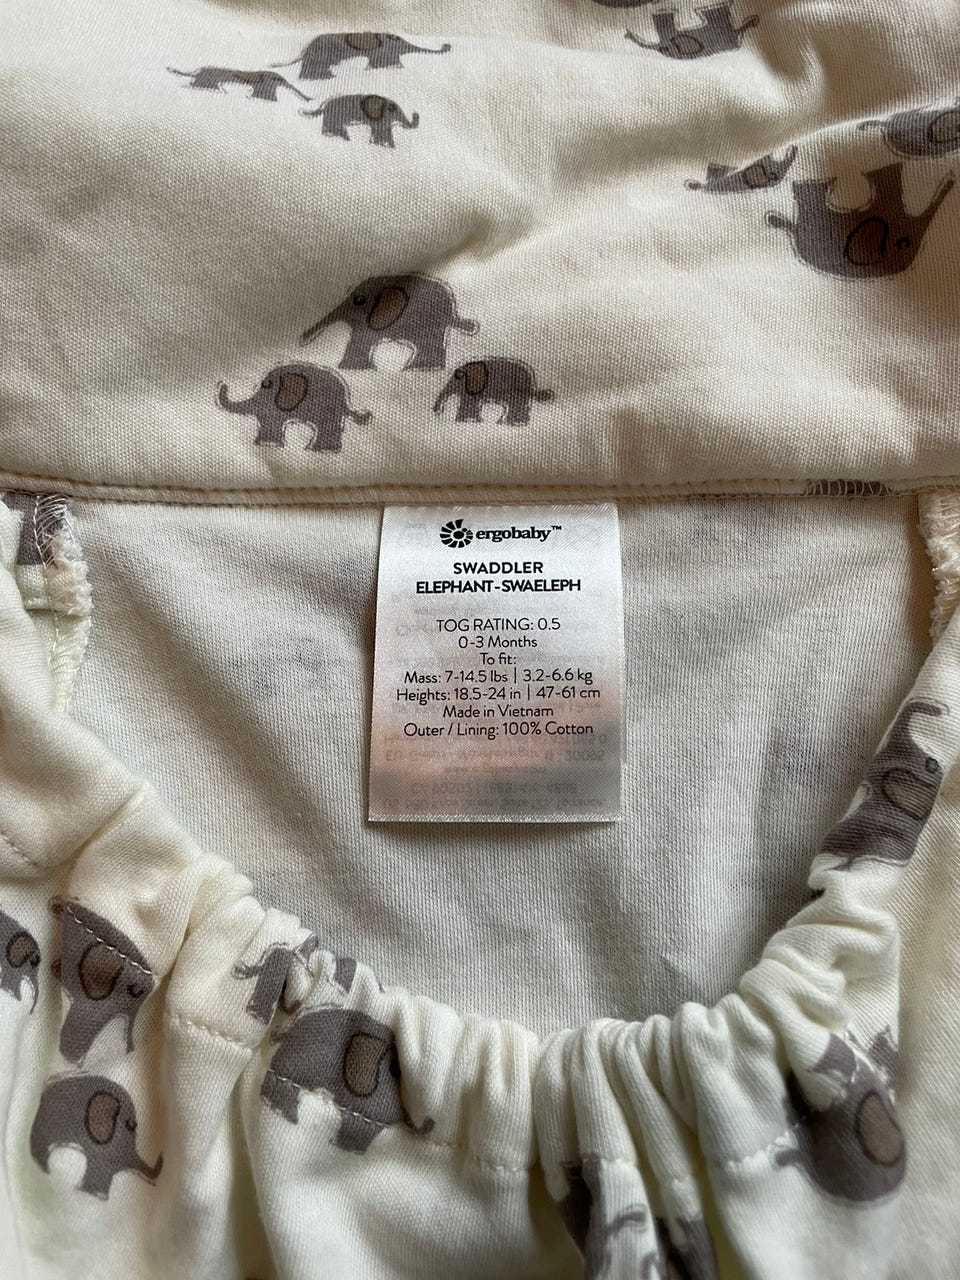 ergobaby™
SWADDLER
ELEPHANT-SWAELEPH
TOG RATING: 0.5
0-3 Months
To fit:
Mass: 7-14.5 lbs | 3.2-6.6 kg
Heights: 18.5-24 in | 47-61 cm
Made in Vietnam
Outer / Lining: 100% Cotton